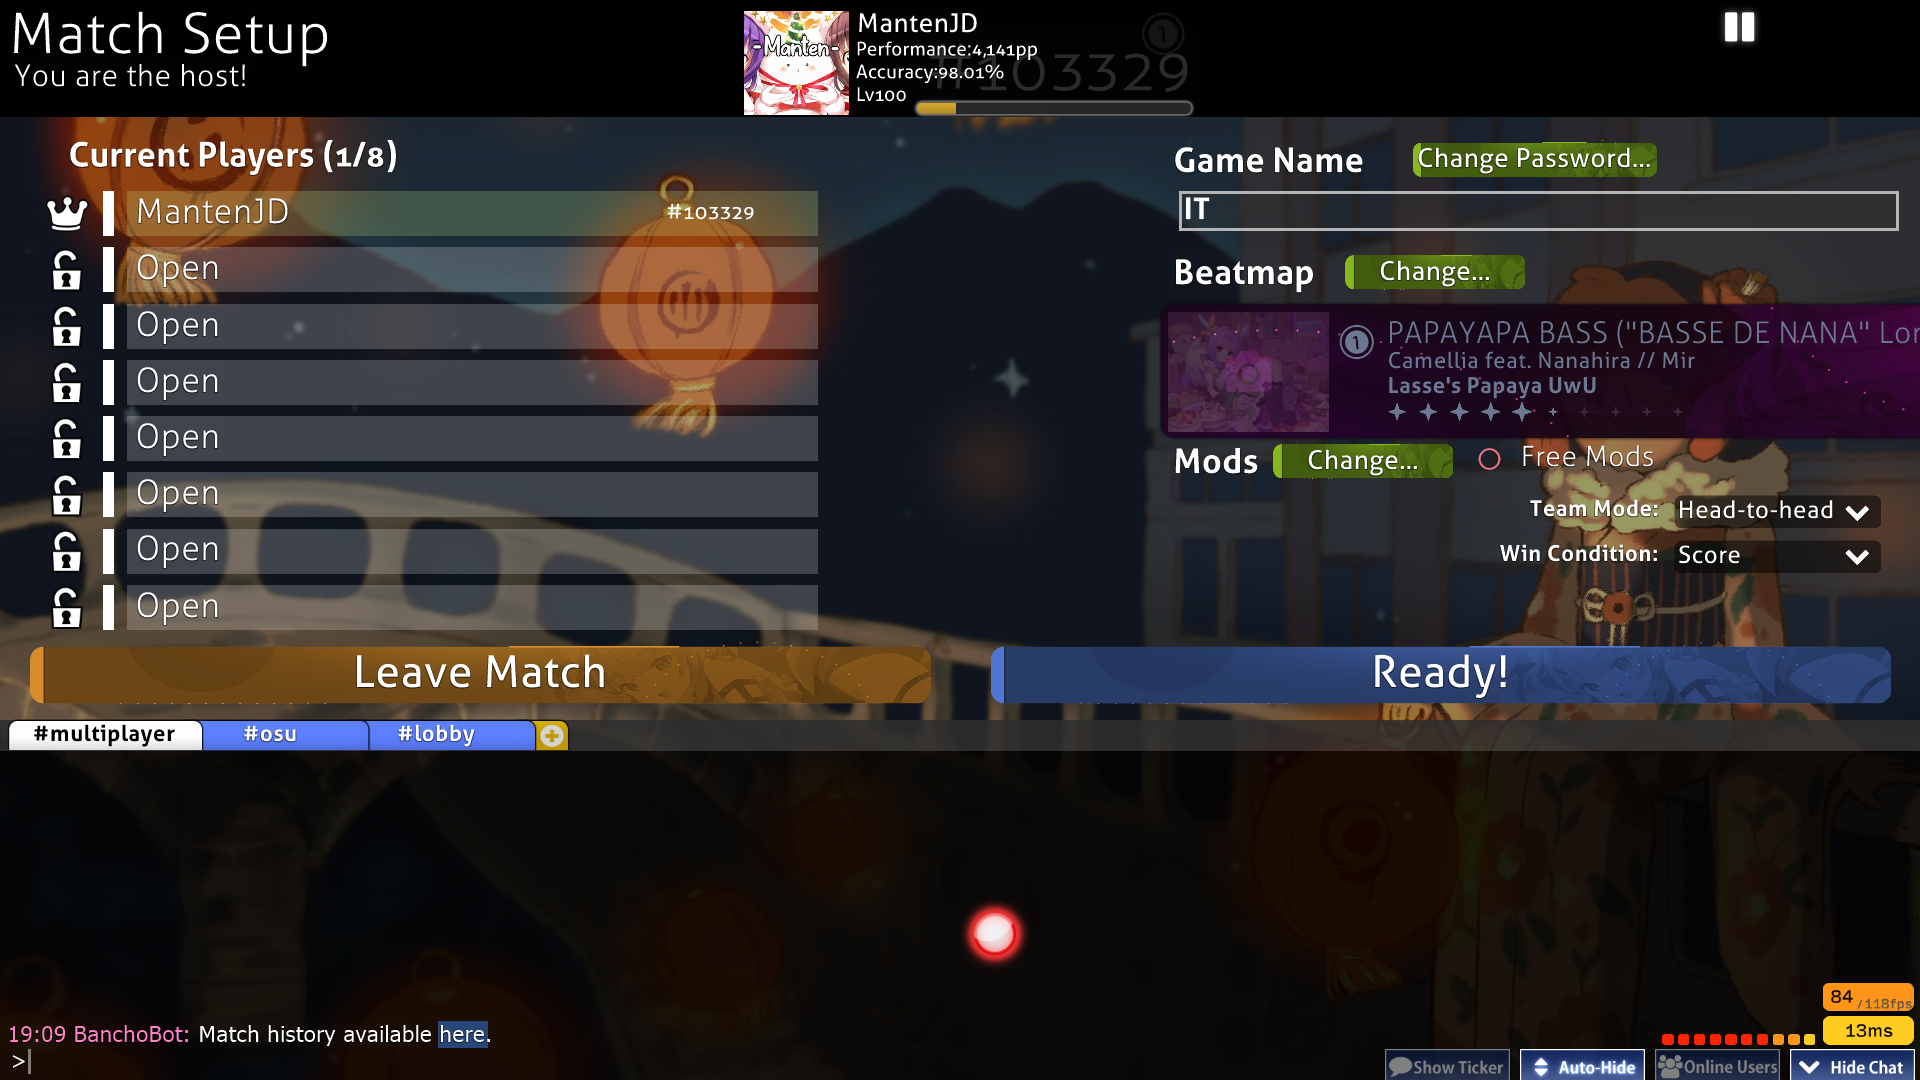 Match Setup
You are the host!
-Manten-
MantenJD
Performance:4,141pp
Accuracy:98.01%
Lv100
#103329
1
Current Players (1/8)
MantenJD #103329
Open
Open
Open
Open
Open
Open
Open
Game Name
Change Password...
IT
Beatmap
Change...
1
PAPAYAPA BASS ("BASSE DE NANA" Lor
Camellia feat. Nanahira // Mir
Lasse's Papaya UwU
Mods
Change...
Free Mods
Team Mode: Head-to-head
Win Condition: Score
Leave Match
Ready!
#multiplayer
#osu
#lobby
19:09 BanchoBot: Match history available here.
>
84 /118fps
13ms
Show Ticker
Auto-Hide
Online Users
Hide Chat